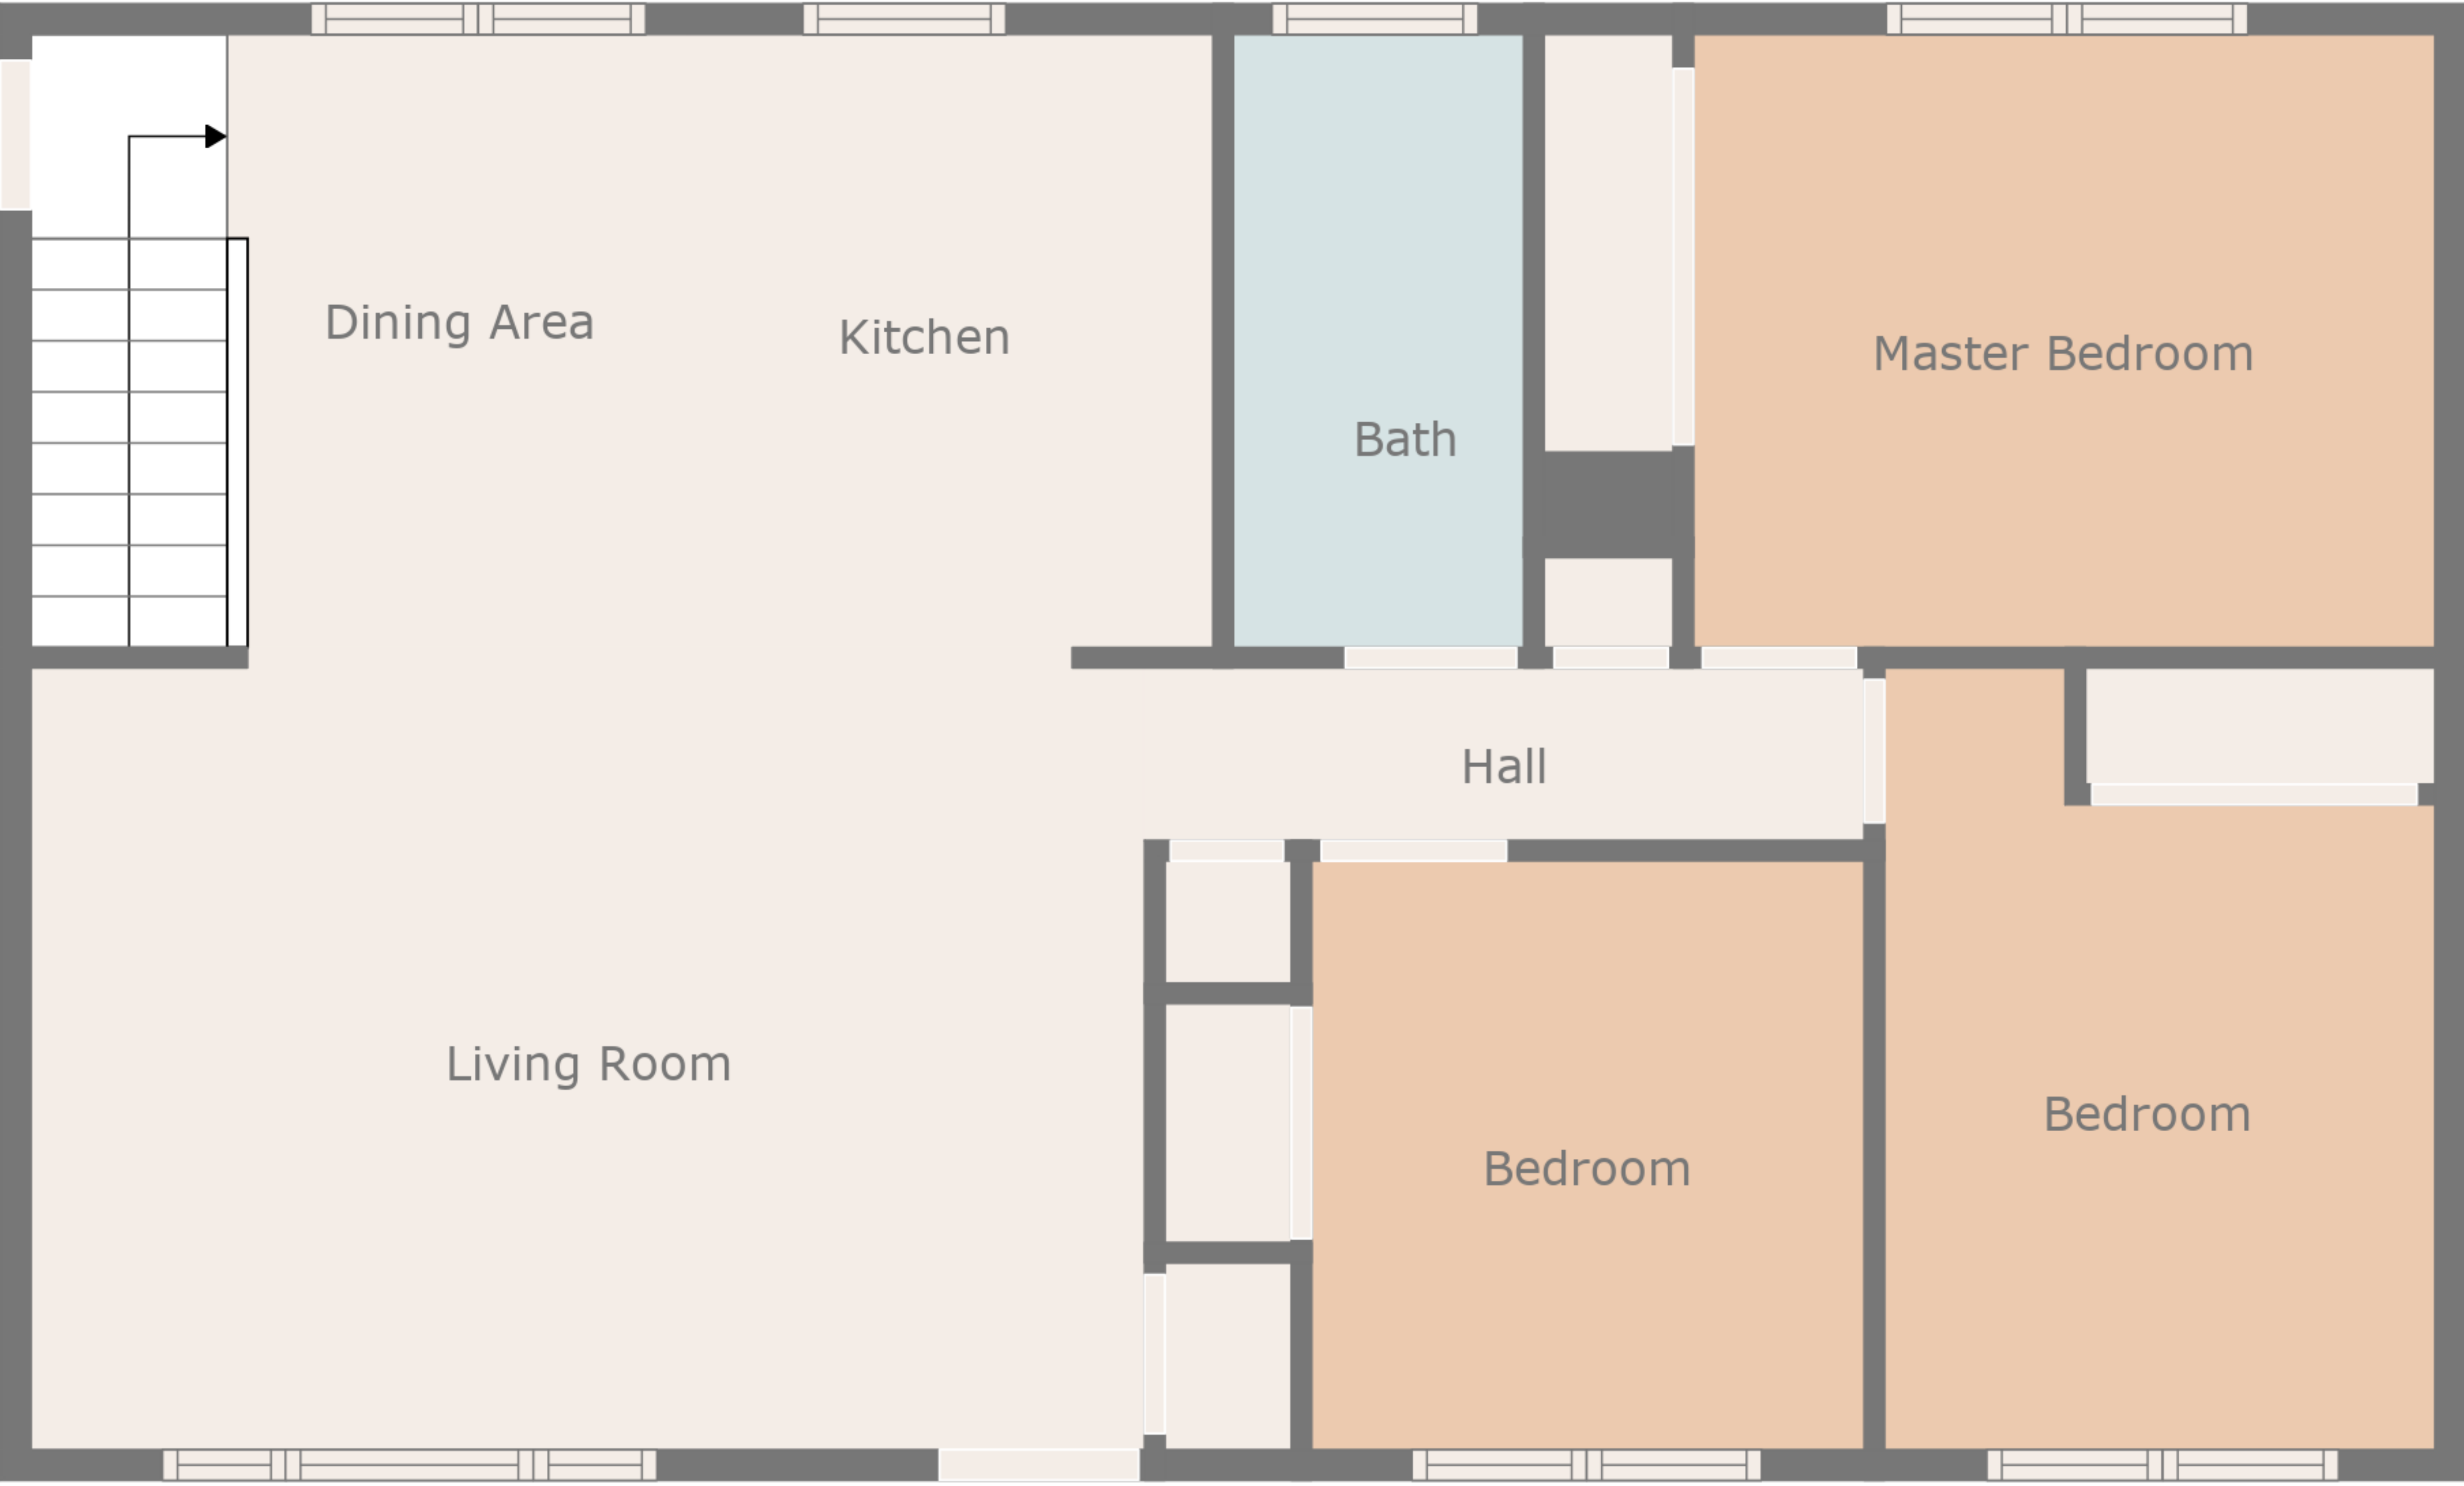 Dining Area
Kitchen
Master Bedroom
Bath
Hall
Living Room
Bedroom
Bedroom